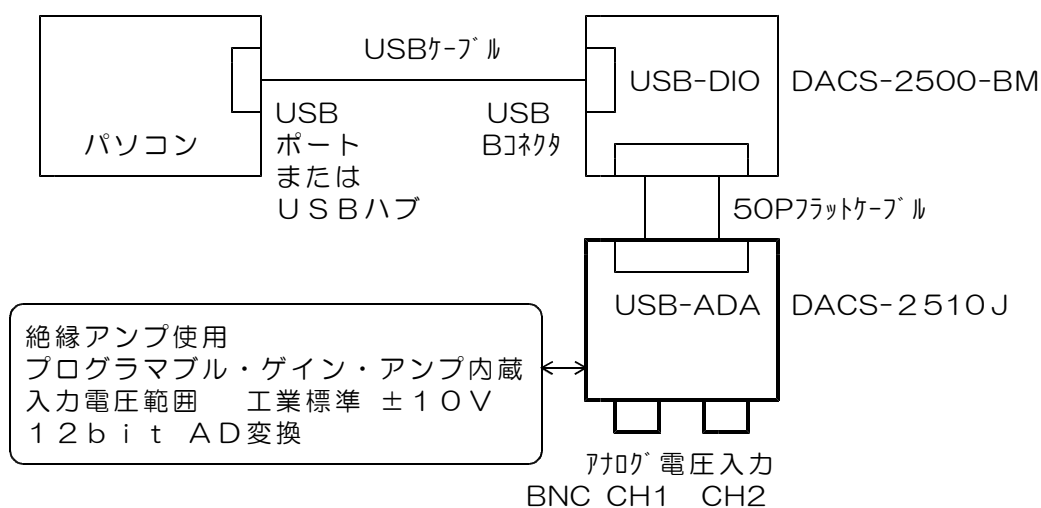 USBｹｰﾌﾞﾙ
USB-DIO
DACS-2500-BM
パソコン
USB
ポート
または
ＵＳＢハブ
USB
Bｺﾈｸﾀ
50Pﾌﾗｯﾄｹｰﾌﾞﾙ
USB-ADA
DACS-２５１０Ｊ
絶縁アンプ使用
プログラマブル・ゲイン・アンプ内蔵
入力電圧範囲　工業標準 ±１０Ｖ
１２ｂｉｔ ＡＤ変換
ｱﾅﾛｸﾞ電圧入力
BNC CH1 CH2